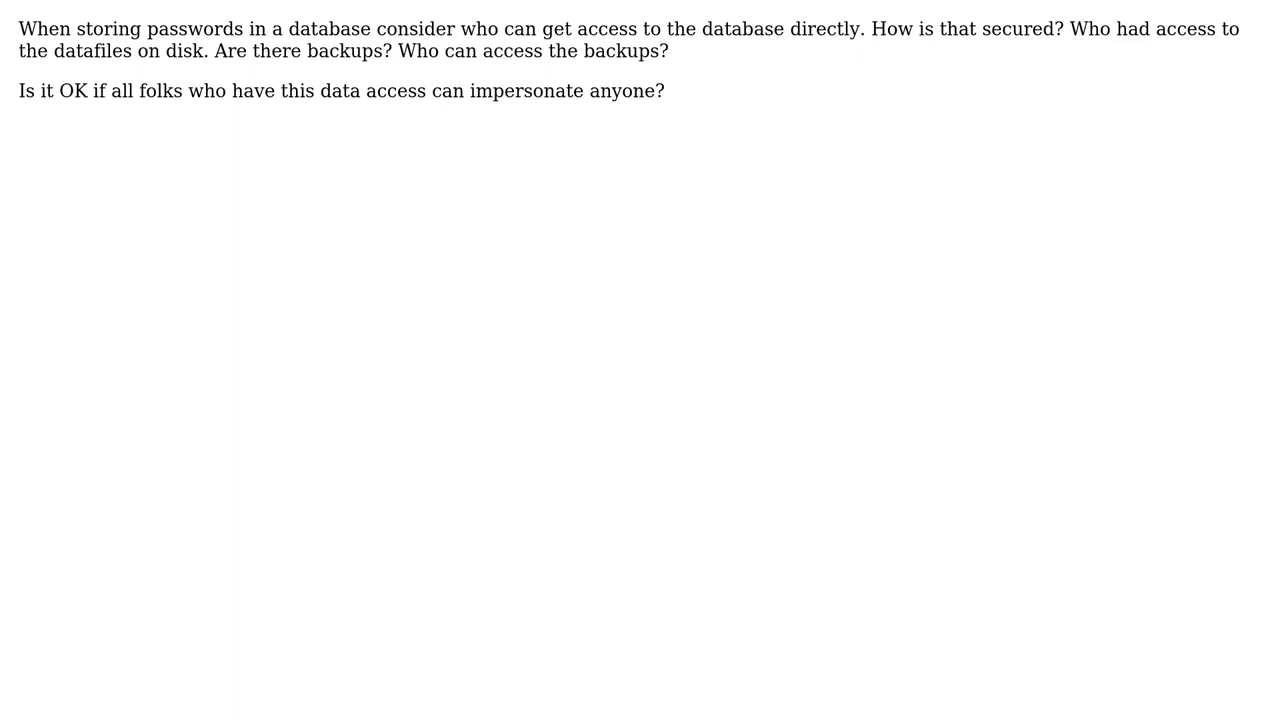 When storing passwords in a database consider who can get access to the database directly. How is that secured? Who had access to
the datafiles on disk. Are there backups? Who can access the backups?
Is it OK if all folks who have this data access can impersonate anyone?